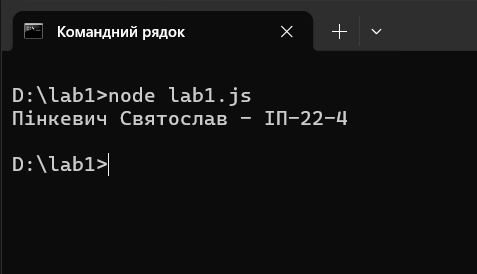 Командний рядок
D:\lab1>node lab1.js
Пінкевич Святослав - ІП-22-4
D:\lab1>